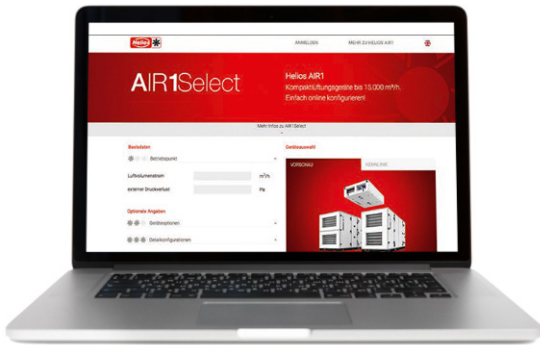 Helios
ANMELDEN
MEHR ZU HELIOS AIR1
AIR1Select
Helios AIR1
Kompaktlüftungsgeräte bis 15.000 m³/h.
Einfach online konfigurieren!
Mehr Infos zu AIR1Select
Basisdaten
Betriebspunkt
Luftvolumenstrom
m³/h
externer Druckverlust
Pa
Optionale Angaben
Geräteoptionen
Detailkonfigurationen
Geräteauswahl
VORSCHAU
KENNLINIE